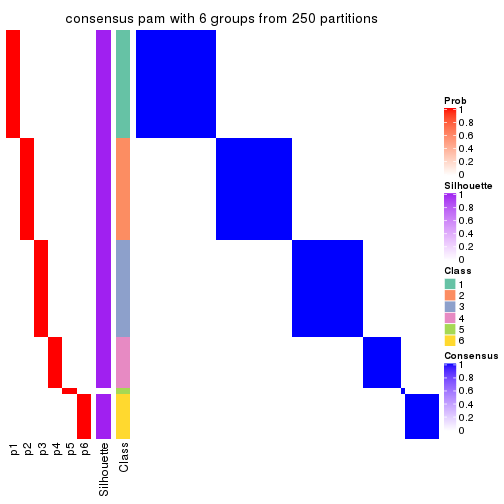 consensus pam with 6 groups from 250 partitions
Prob
1
0.8
0.6
0.4
0.2
0
Silhouette
1
0.8
0.6
0.4
0.2
0
Class
1
2
3
4
5
6
Consensus
1
0.8
0.6
0.4
0.2
0
p1
p2
p3
p4
p5
p6
Silhouette
Class